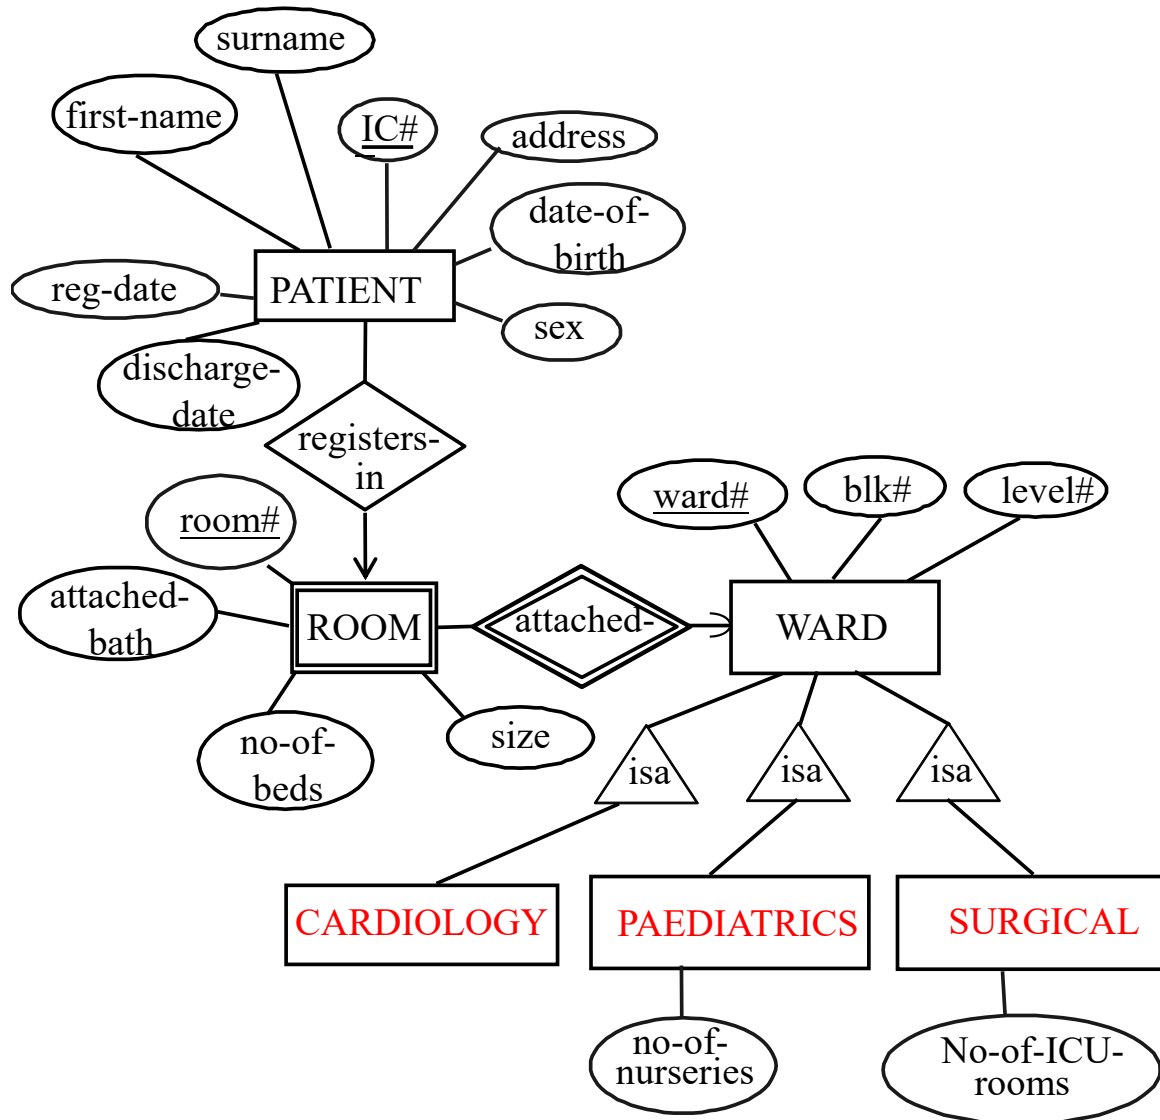 surname
first-name
IC#
address
date-of-
birth
PATIENT
reg-date
sex
discharge-
date
registers-
in
ward#
blk#
level#
room#
attached-
bath
ROOM
attached-
WARD
no-of-
beds
size
isa
isa
isa
CARDIOLOGY
PAEDIATRICS
SURGICAL
no-of-
nurseries
No-of-ICU-
rooms